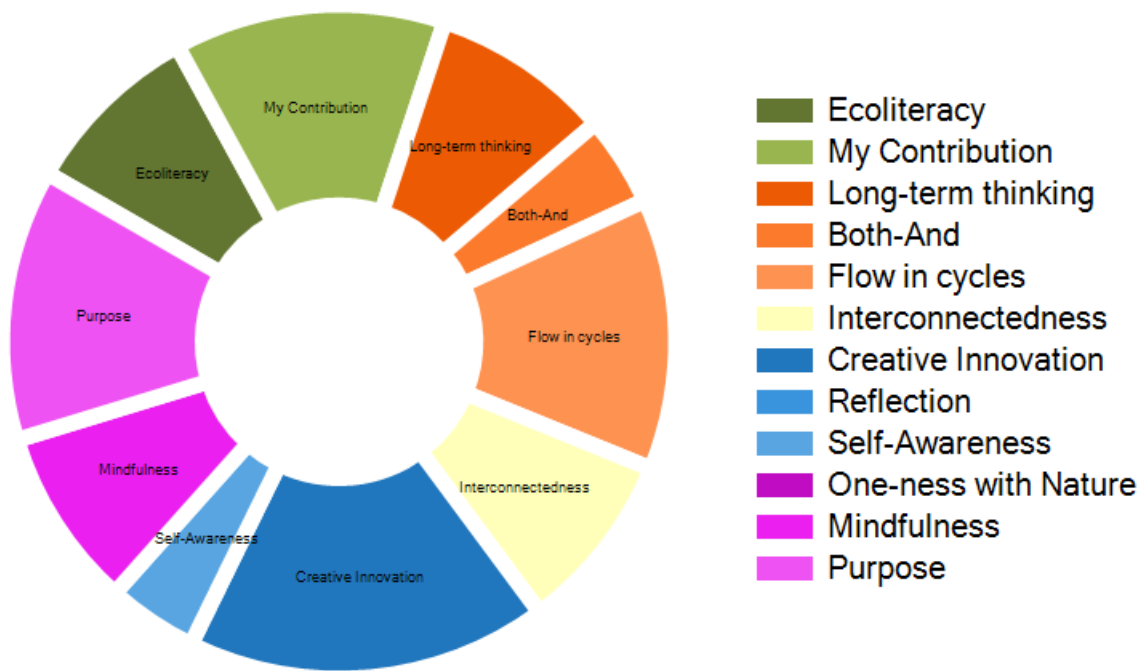 My Contribution
Long-term thinking
Ecoliteracy
Both-And
Purpose
Flow in cycles
Mindfulness
Interconnectedness
Self-Awareness
Creative Innovation
Ecoliteracy
My Contribution
Long-term thinking
Both-And
Flow in cycles
Interconnectedness
Creative Innovation
Reflection
Self-Awareness
One-ness with Nature
Mindfulness
Purpose